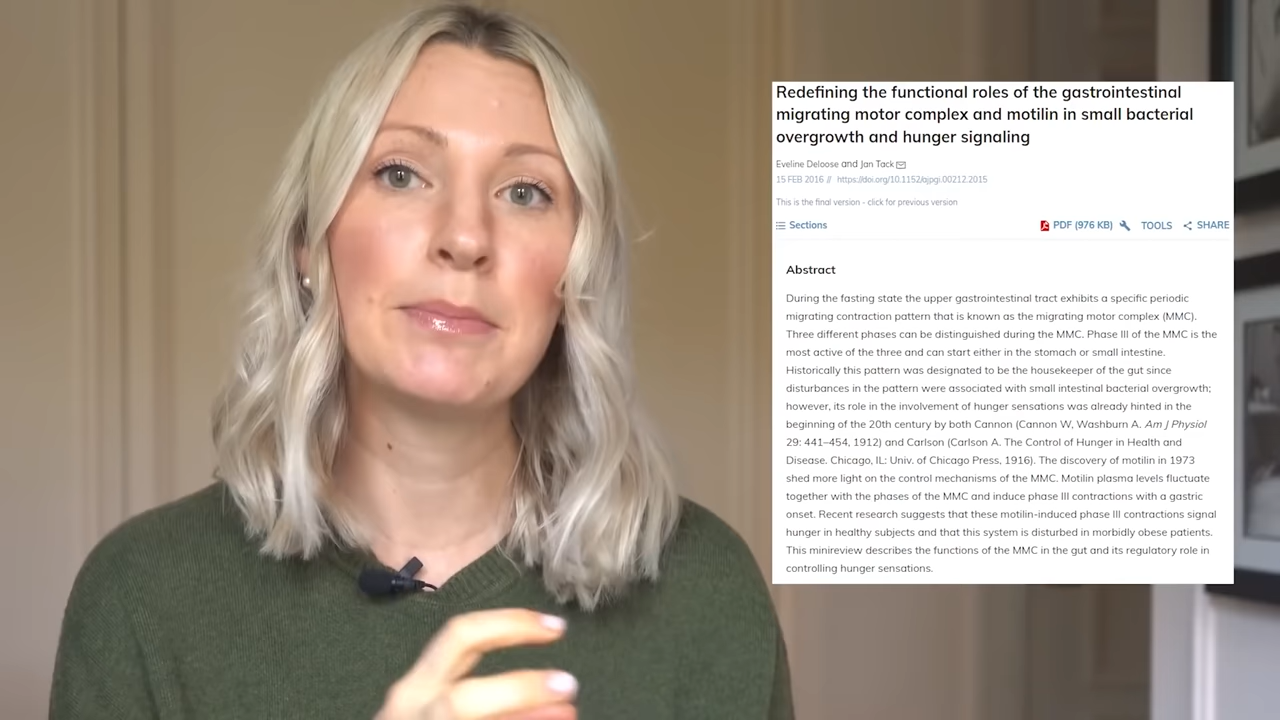 Redefining the functional roles of the gastrointestinal
migrating motor complex and motilin in small bacterial
overgrowth and hunger signaling
Eveline Deloose and Jan Tack
15 FEB 2016 // https://doi.org/10.1152/ajpgi.00212.2015
This is the final version - click for previous version
Sections
PDF (976 KB) TOOLS SHARE
Abstract
During the fasting state the upper gastrointestinal tract exhibits a specific periodic
migrating contraction pattern that is known as the migrating motor complex (MMC).
Three different phases can be distinguished during the MMC. Phase III of the MMC is the
most active of the three and can start either in the stomach or small intestine.
Historically this pattern was designated to be the housekeeper of the gut since
disturbances in the pattern were associated with small intestinal bacterial overgrowth;
however, its role in the involvement of hunger sensations was already hinted in the
beginning of the 20th century by both Cannon (Cannon W, Washburn A. Am J Physiol
29: 441–454, 1912) and Carlson (Carlson A. The Control of Hunger in Health and
Disease. Chicago, IL: Univ. of Chicago Press, 1916). The discovery of motilin in 1973
shed more light on the control mechanisms of the MMC. Motilin plasma levels fluctuate
together with the phases of the MMC and induce phase III contractions with a gastric
onset. Recent research suggests that these motilin-induced phase III contractions signal
hunger in healthy subjects and that this system is disturbed in morbidly obese patients.
This minireview describes the functions of the MMC in the gut and its regulatory role in
controlling hunger sensations.